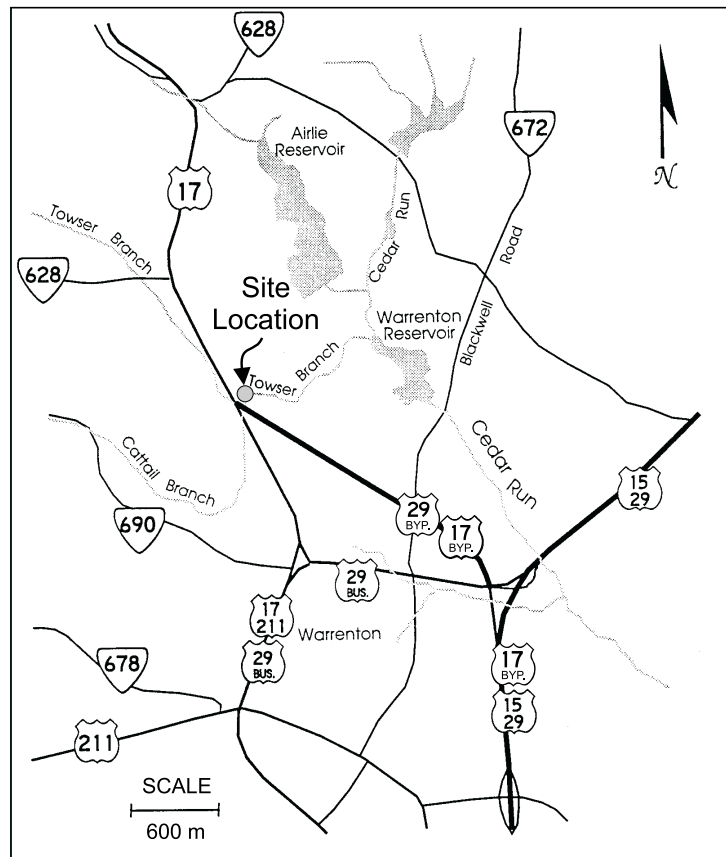 628
672
Airlie
Reservoir
17
Cedar Run
Towser Branch
Road
628
Site
Location
Warrenton
Reservoir
Blackwell
Towser Branch
Cattail Branch
Cedar Run
15
29
29
BYP.
17
BYP.
690
29
BUS.
17
211
Warrenton
29
BUS.
17
BYP.
678
15
29
211
SCALE
600 m
N